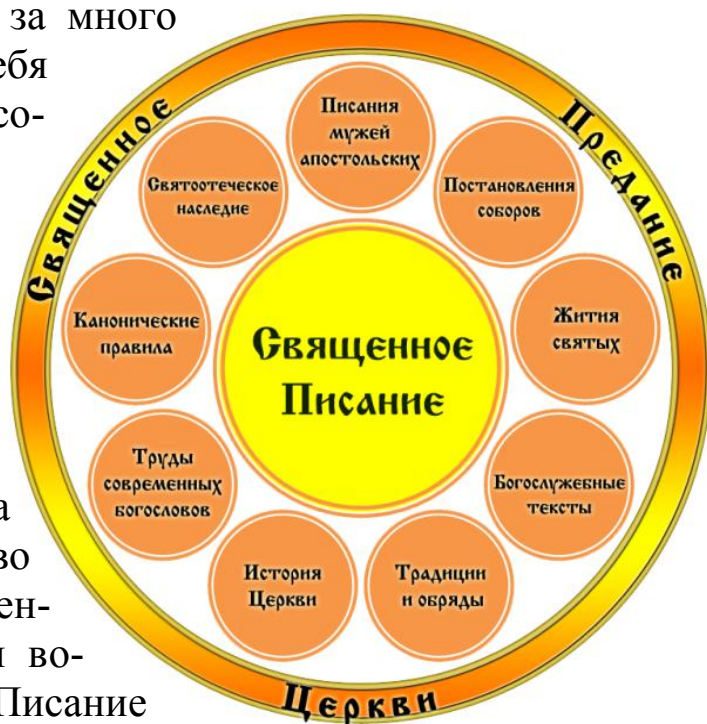 за много
ебя
со-
а
во
ен-
и во-
Писание
Священное
Предание
Церкви
Писания
мужей
апостольских
Святоотеческое
наследие
Постановления
соборов
Канонические
правила
Жития
святых
Священное
Писание
Труды
современных
богословов
Богослужебные
тексты
История
Церкви
Традиции
и обряды